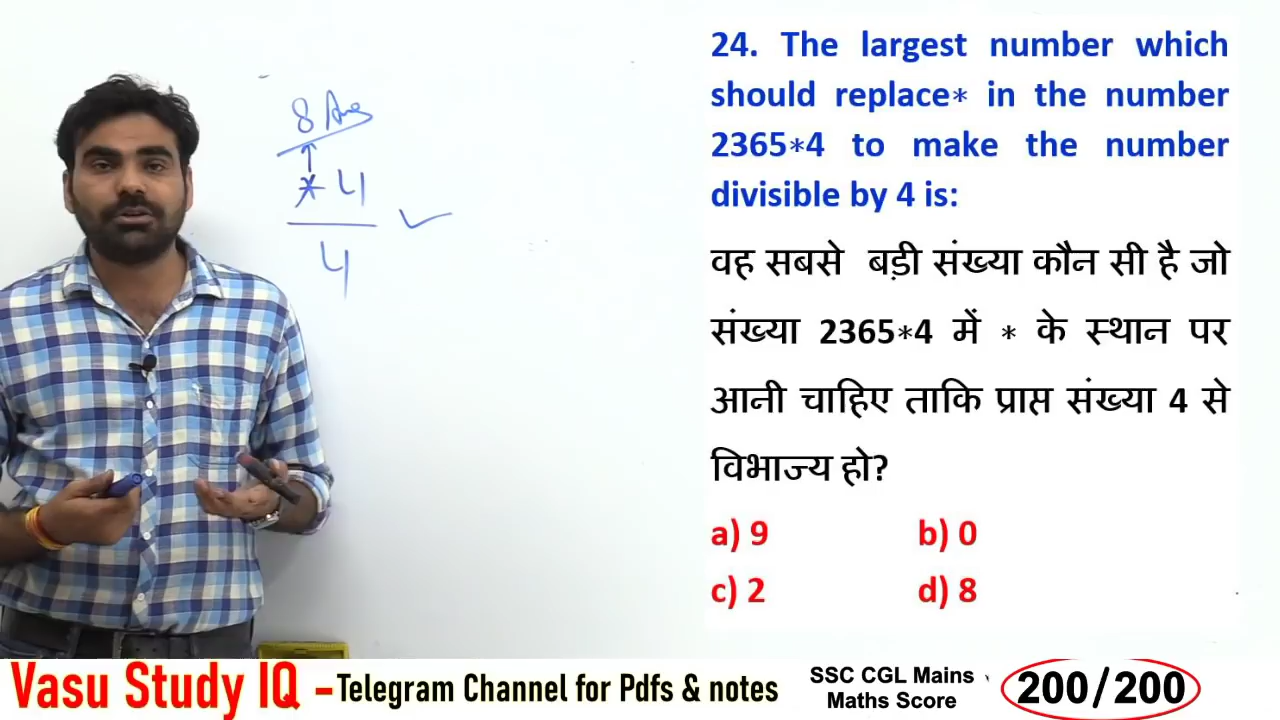 8 Ans
* 4
4
24. The largest number which
should replace* in the number
2365*4 to make the number
divisible by 4 is:
वह सबसे बड़ी संख्या कौन सी है जो
संख्या 2365*4 में * के स्थान पर
आनी चाहिए ताकि प्राप्त संख्या 4 से
विभाज्य हो?
a) 9 b) 0
c) 2 d) 8
Vasu Study IQ - Telegram Channel for Pdfs & notes
SSC CGL Mains
Maths Score
200/200